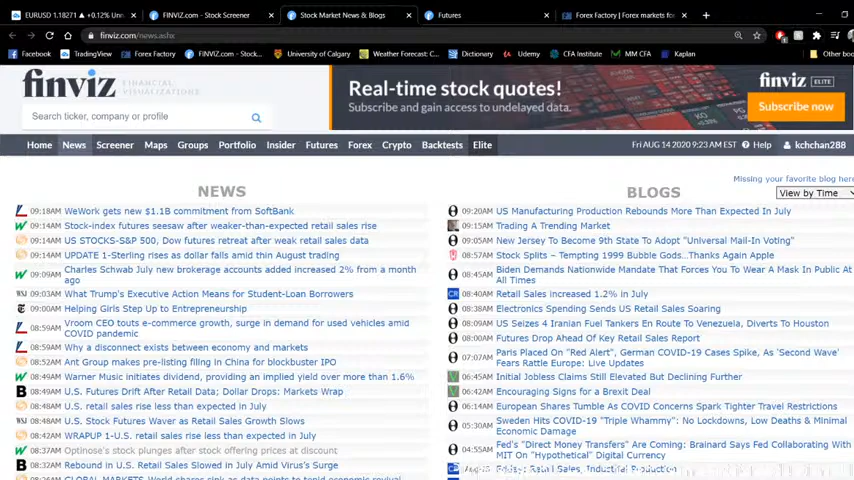 EURUSD 1.18271 ▲ +0.12% Unn
FINVIZ.com - Stock Screener
Stock Market News & Blogs
Futures
Forex Factory | Forex markets fo
finviz.com/news.ashx
Facebook
TradingView
Forex Factory
FINVIZ.com - Stock...
University of Calgary
Weather Forecast: C...
Dictionary
Udemy
CFA Institute
MM CFA
Kaplan
Other boo
finviz FINANCIAL VISUALIZATIONS
Search ticker, company or profile
Real-time stock quotes!
Subscribe and gain access to undelayed data.
finviz ELITE
Subscribe now
Home News Screener Maps Groups Portfolio Insider Futures Forex Crypto Backtests Elite
Fri AUG 14 2020 9:23 AM EST Help kchchan288
Missing your favorite blog here
View by Time
NEWS
09:18AM WeWork gets new $1.1B commitment from SoftBank
09:14AM Stock-index futures seesaw after weaker-than-expected retail sales rise
09:14AM US STOCKS-S&P 500, Dow futures retreat after weak retail sales data
09:14AM UPDATE 1-Sterling rises as dollar falls amid thin August trading
09:09AM Charles Schwab July new brokerage accounts added increased 2% from a month
ago
09:03AM What Trump's Executive Action Means for Student-Loan Borrowers
09:00AM Helping Girls Step Up to Entrepreneurship
08:59AM Vroom CEO touts e-commerce growth, surge in demand for used vehicles amid
COVID pandemic
08:59AM Why a disconnect exists between economy and markets
08:52AM Ant Group makes pre-listing filing in China for blockbuster IPO
08:49AM Warner Music initiates dividend, providing an implied yield over more than 1.6%
08:49AM U.S. Futures Drift After Retail Data; Dollar Drops: Markets Wrap
08:48AM U.S. retail sales rise less than expected in July
08:48AM U.S. Stock Futures Waver as Retail Sales Growth Slows
08:42AM WRAPUP 1-U.S. retail sales rise less than expected in July
08:37AM Optinose's stock plunges after stock offering prices at discount
08:32AM Rebound in U.S. Retail Sales Slowed in July Amid Virus's Surge
08:26AM GLOBAL MARKETS-World shares sink as data points to tepid economic revival
BLOGS
09:20AM US Manufacturing Production Rebounds More Than Expected In July
09:15AM Trading A Trending Market
09:05AM New Jersey To Become 9th State To Adopt "Universal Mail-In Voting"
08:57AM Stock Splits – Tempting 1999 Bubble Gods...Thanks Again Apple
08:45AM Biden Demands Nationwide Mandate That Forces You To Wear A Mask In Public At
All Times
08:40AM Retail Sales increased 1.2% in July
08:38AM Electronics Spending Sends US Retail Sales Soaring
08:09AM US Seizes 4 Iranian Fuel Tankers En Route To Venezuela, Diverts To Houston
08:00AM Futures Drop Ahead Of Key Retail Sales Report
07:07AM Paris Placed On "Red Alert", German COVID-19 Cases Spike, As 'Second Wave'
Fears Rattle Europe: Live Updates
06:45AM Initial Jobless Claims Still Elevated But Declining Further
06:42AM Encouraging Signs for a Brexit Deal
06:14AM European Shares Tumble As COVID Concerns Spark Tighter Travel Restrictions
05:30AM Sweden Hits COVID-19 "Triple Whammy": No Lockdowns, Low Deaths & Minimal
Economic Damage
04:55AM Fed's "Direct Money Transfers" Are Coming: Brainard Says Fed Collaborating With
MIT On "Hypothetical" Digital Currency
Friday: Retail Sales, Industrial Production